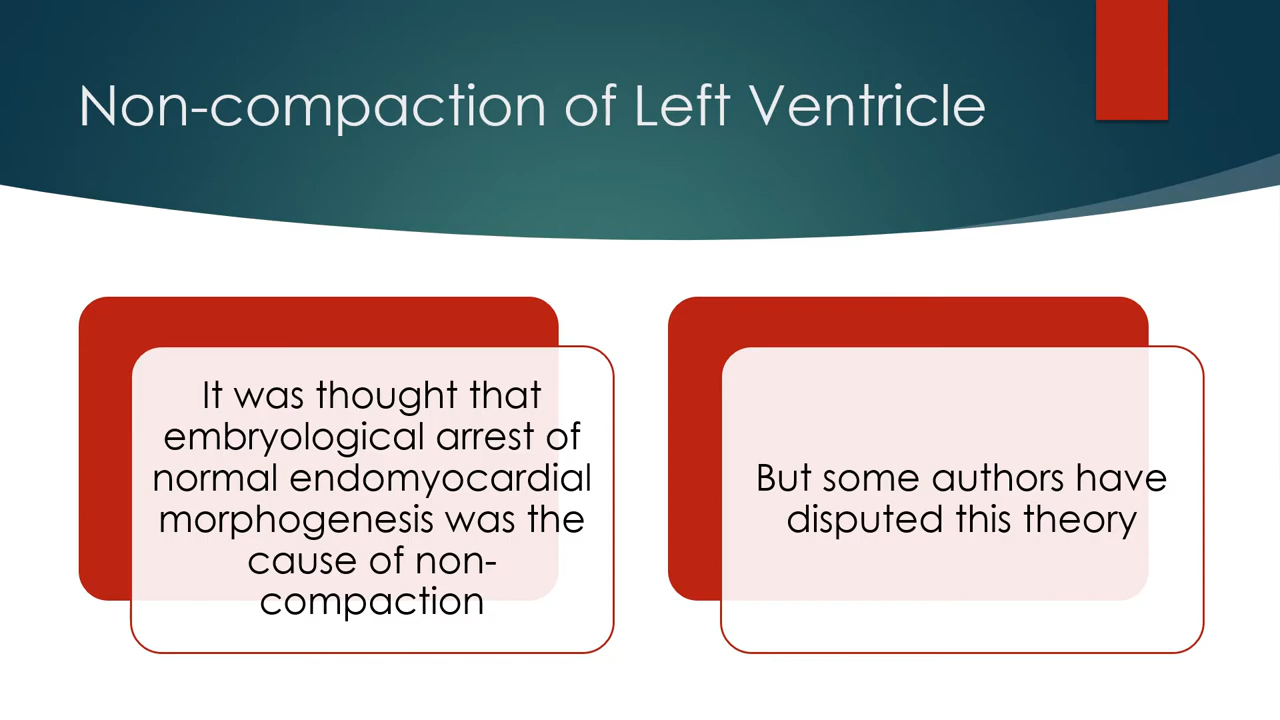 Non-compaction of Left Ventricle
It was thought that
embryological arrest of
normal endomyocardial
morphogenesis was the
cause of non-
compaction
But some authors have
disputed this theory